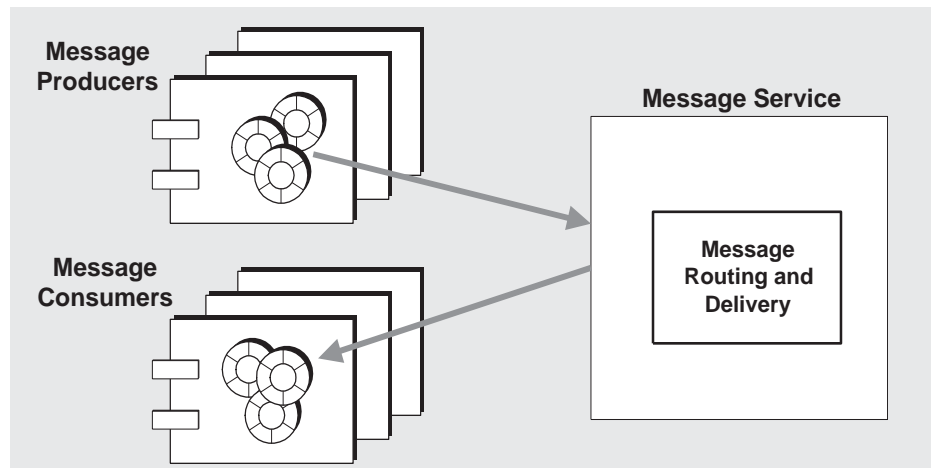 Message
Producers
Message Service
Message
Routing and
Delivery
Message
Consumers